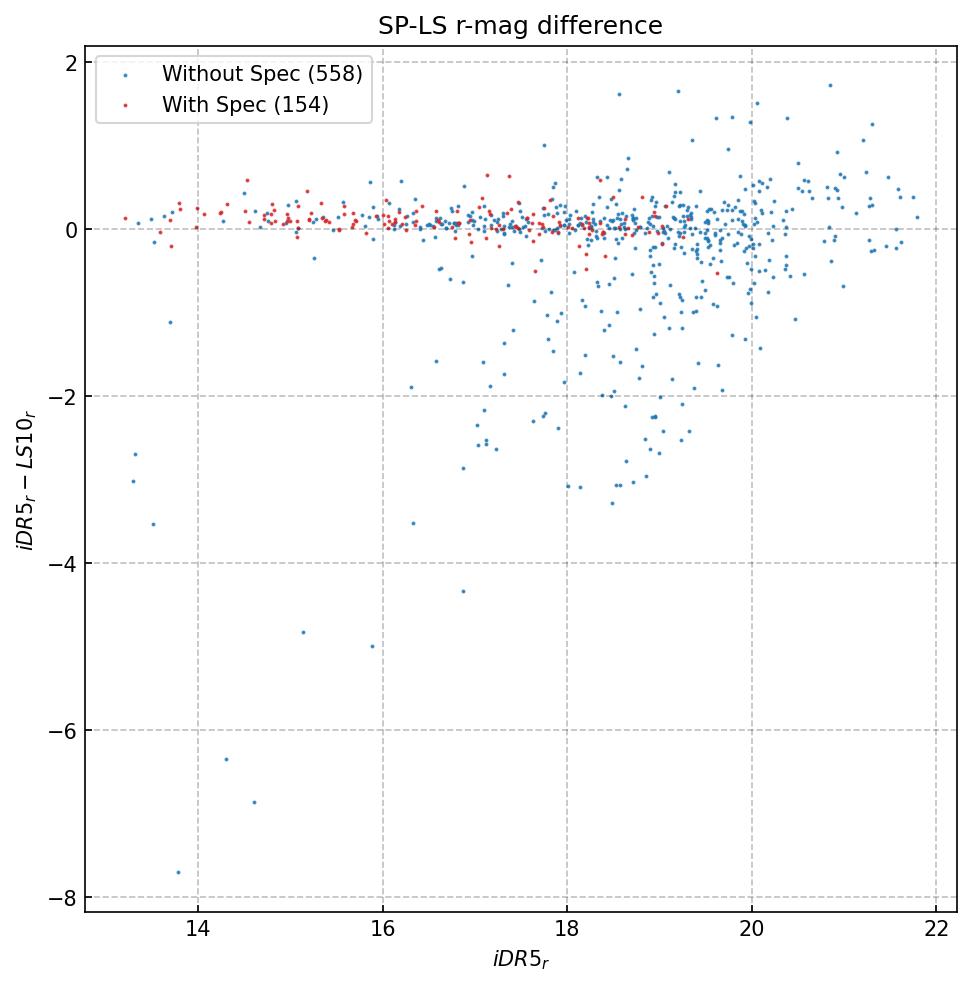 SP-LS r-mag difference
Without Spec (558)
With Spec (154)
2
0
−2
−4
−6
−8
iDR5r − LS10r
14 16 18 20 22
iDR5r